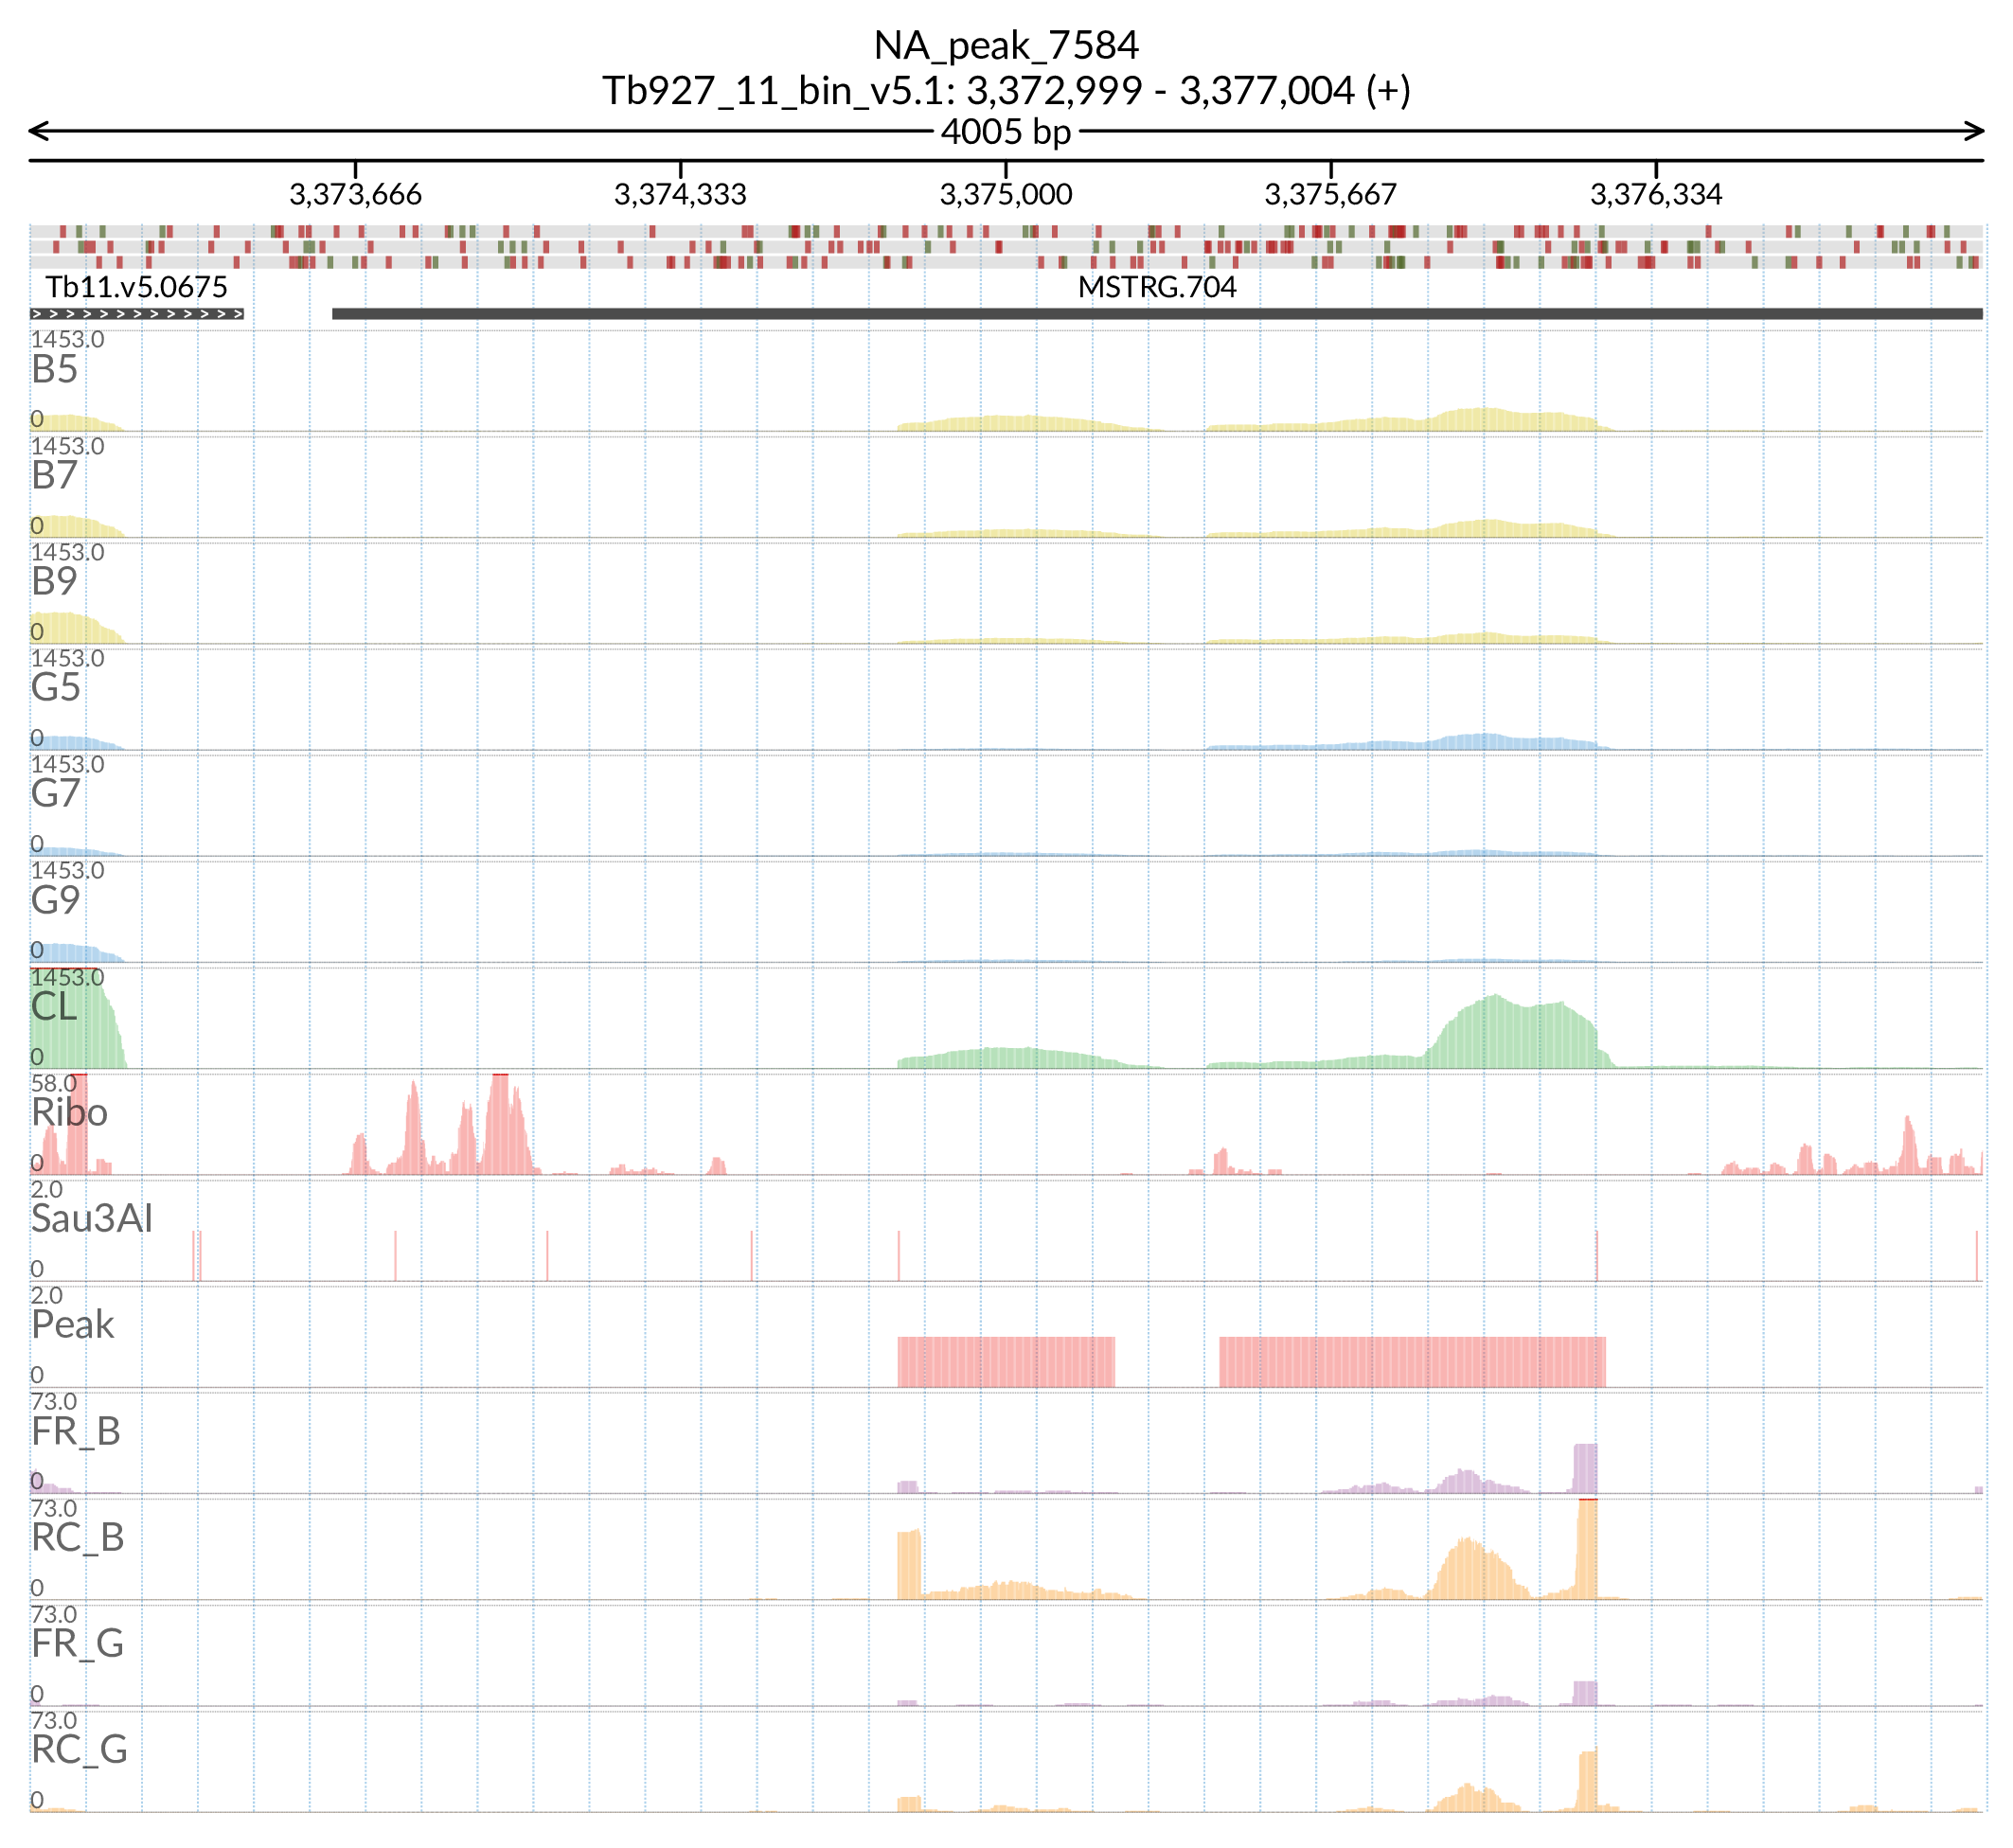 NA_peak_7584
Tb927_11_bin_v5.1: 3,372,999 - 3,377,004 (+)
4005 bp
3,373,666 3,374,333 3,375,000 3,375,667 3,376,334
Tb11.v5.0675 MSTRG.704
> > > > > > > > > > > > >
1453.0
B5
0
1453.0
B7
0
1453.0
B9
0
1453.0
G5
0
1453.0
G7
0
1453.0
G9
0
1453.0
CL
0
58.0
Ribo
0
2.0
Sau3AI
0
2.0
Peak
0
73.0
FR_B
0
73.0
RC_B
0
73.0
FR_G
0
73.0
RC_G
0